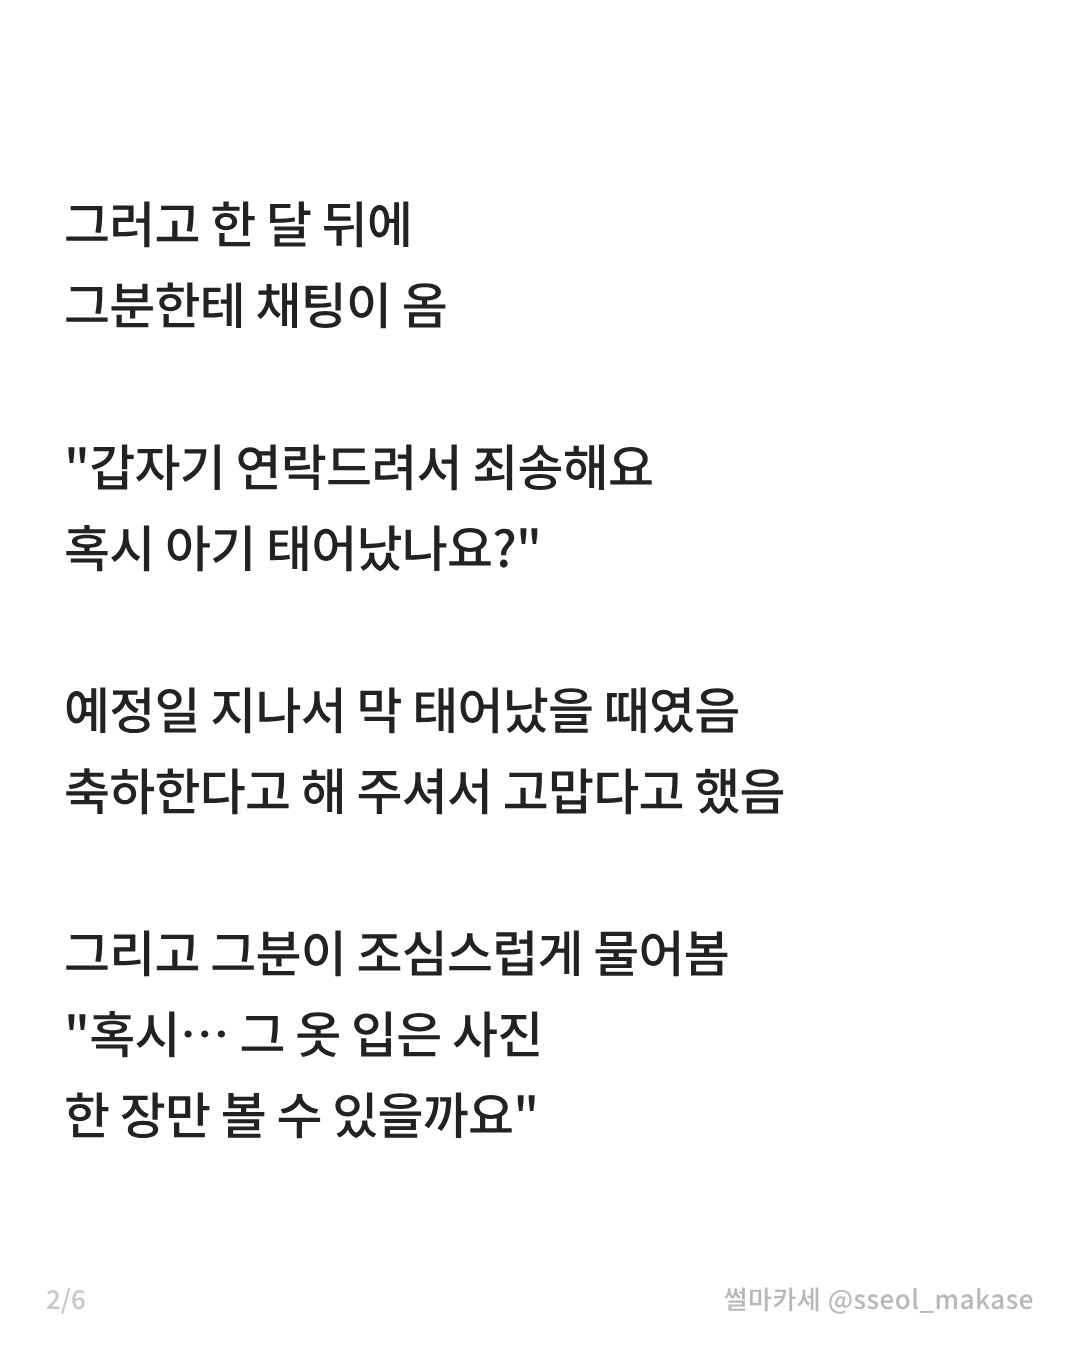 그러고 한 달 뒤에
그분한테 채팅이 옴
"갑자기 연락드려서 죄송해요
혹시 아기 태어났나요?"
예정일 지나서 막 태어났을 때였음
축하한다고 해 주셔서 고맙다고 했음
그리고 그분이 조심스럽게 물어봄
"혹시… 그 옷 입은 사진
한 장만 볼 수 있을까요"
2/6
썰마카세 @sseol_makase